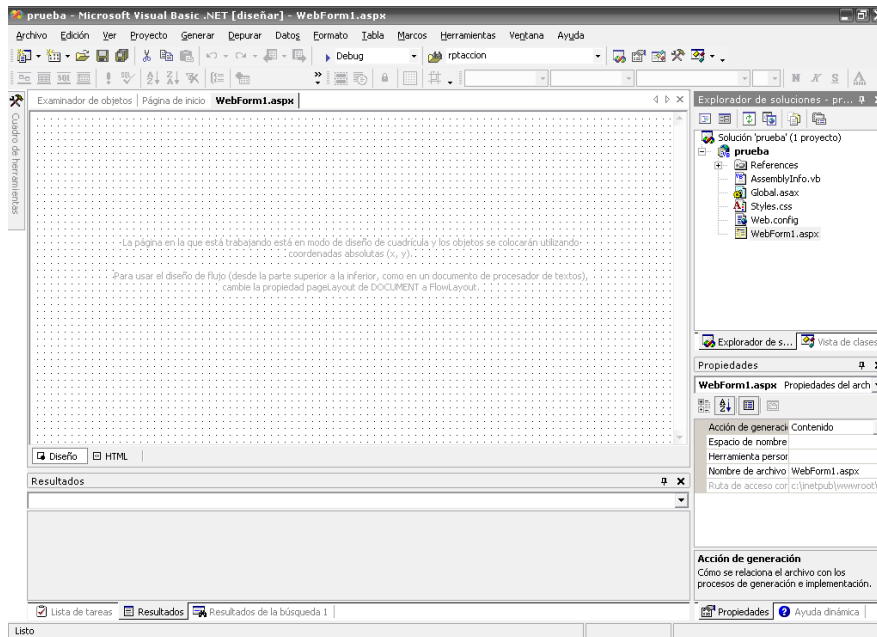 prueba - Microsoft Visual Basic .NET [diseñar] - WebForm1.aspx
Archivo Edición Ver Proyecto Generar Depurar Datos Formato Tabla Marcos Herramientas Ventana Ayuda
Debug rptaccion
N K S A
Examinador de objetos Página de inicio WebForm1.aspx
Cuadro de herramientas
La página en la que está trabajando está en modo de diseño de cuadrícula y los objetos se colocarán utilizando
coordenadas absolutas (x, y).
Para usar el diseño de flujo (desde la parte superior a la inferior, como en un documento de procesador de textos),
cambie la propiedad pageLayout de DOCUMENT a FlowLayout.
Diseño HTML
Resultados
Lista de tareas Resultados Resultados de la búsqueda 1
Listo
Explorador de soluciones - pr...
Solución 'prueba' (1 proyecto)
prueba
References
AssemblyInfo.vb
Global.asax
Styles.css
Web.config
WebForm1.aspx
Explorador de s... Vista de clases
Propiedades
WebForm1.aspx Propiedades del arch
Acción de generaci Contenido
Espacio de nombre
Herramienta person
Nombre de archivo WebForm1.aspx
Ruta de acceso cor c:\inetpub\wwwroot\
Acción de generación
Cómo se relaciona el archivo con los
procesos de generación e implementación.
Propiedades Ayuda dinámica